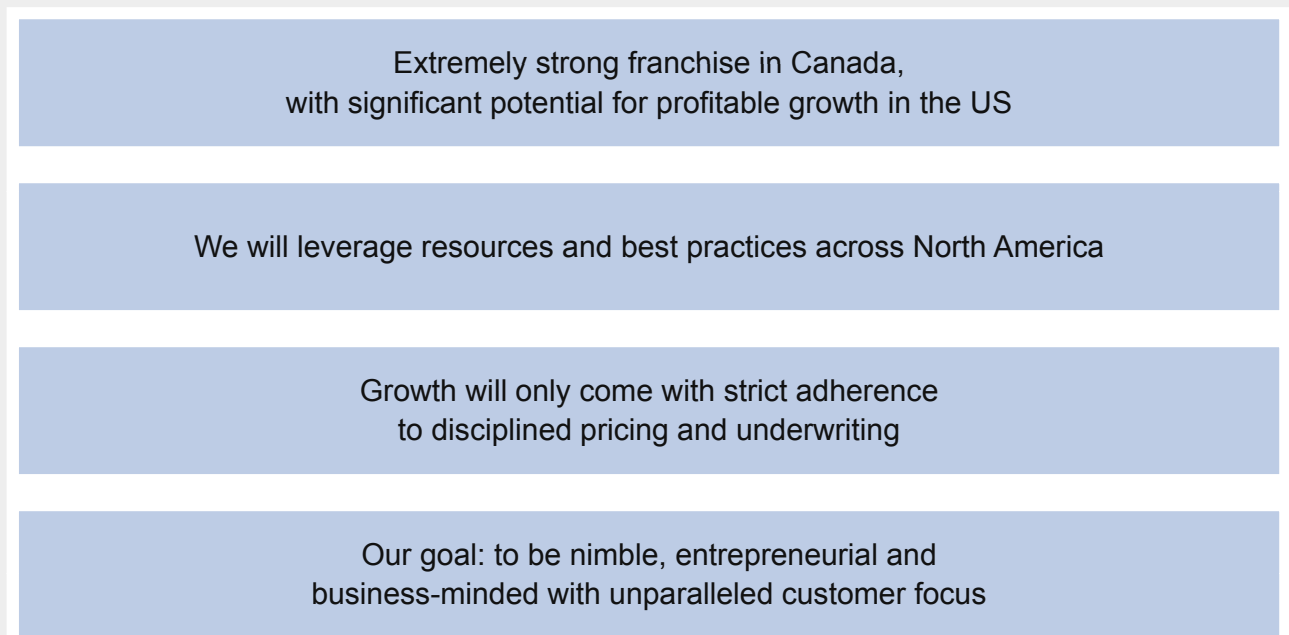 Extremely strong franchise in Canada,
with significant potential for profitable growth in the US
We will leverage resources and best practices across North America
Growth will only come with strict adherence
to disciplined pricing and underwriting
Our goal: to be nimble, entrepreneurial and
business-minded with unparalleled customer focus